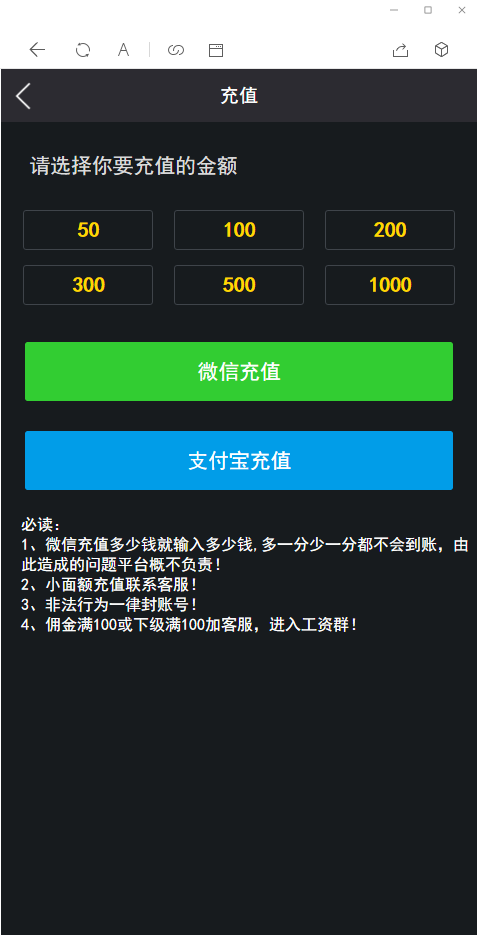 A
充值
请选择你要充值的金额
50 100 200
300 500 1000
微信充值
支付宝充值
必读：
1、微信充值多少钱就输入多少钱,多一分少一分都不会到账，由
此造成的问题平台概不负责！
2、小面额充值联系客服！
3、非法行为一律封账号！
4、佣金满100或下级满100加客服，进入工资群！